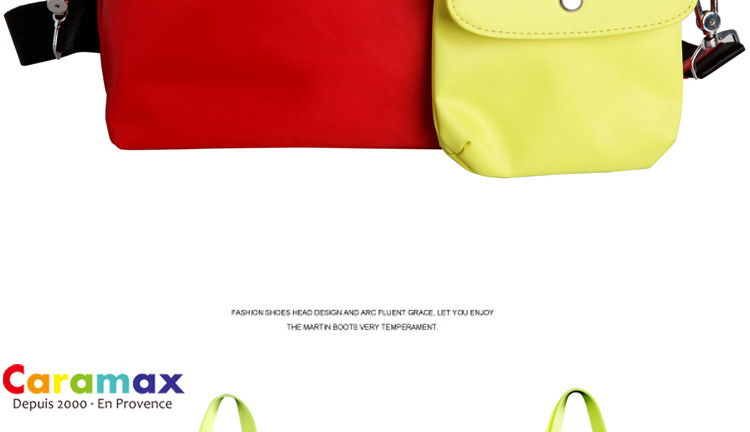 FASHION SHOES HEAD DESIGN AND ARC FLUENT GRACE, LET YOU ENJOY
THE MARTIN BOOTS VERY TEMPERAMENT.
Caramax
Depuis 2000 · En Provence